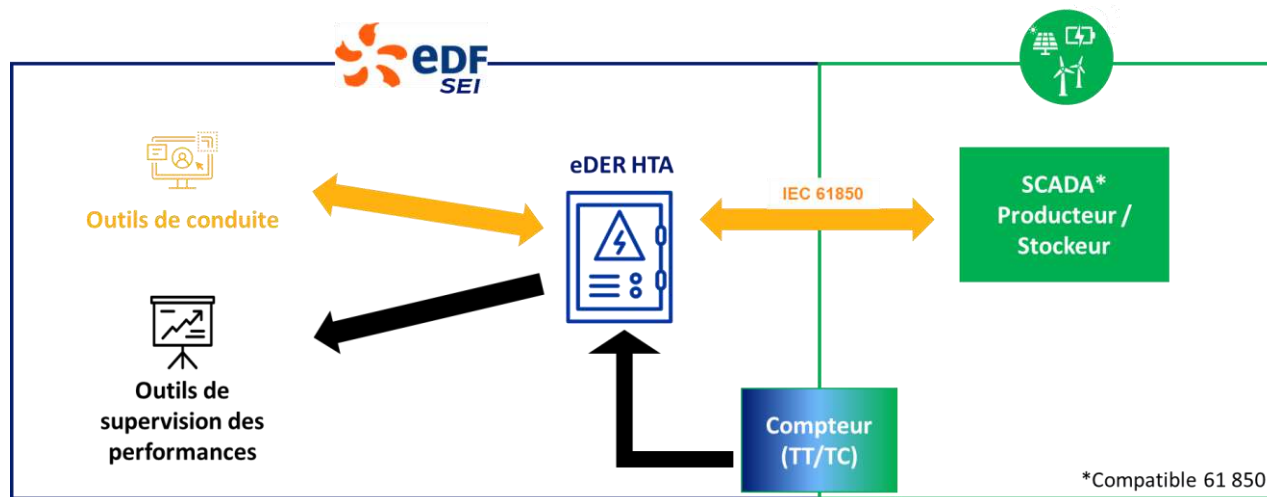 eDF
SEI
eDER HTA
IEC 61850
SCADA*
Producteur /
Stockeur
Outils de conduite
Outils de
supervision des
performances
Compteur
(TT/TC)
*Compatible 61 850